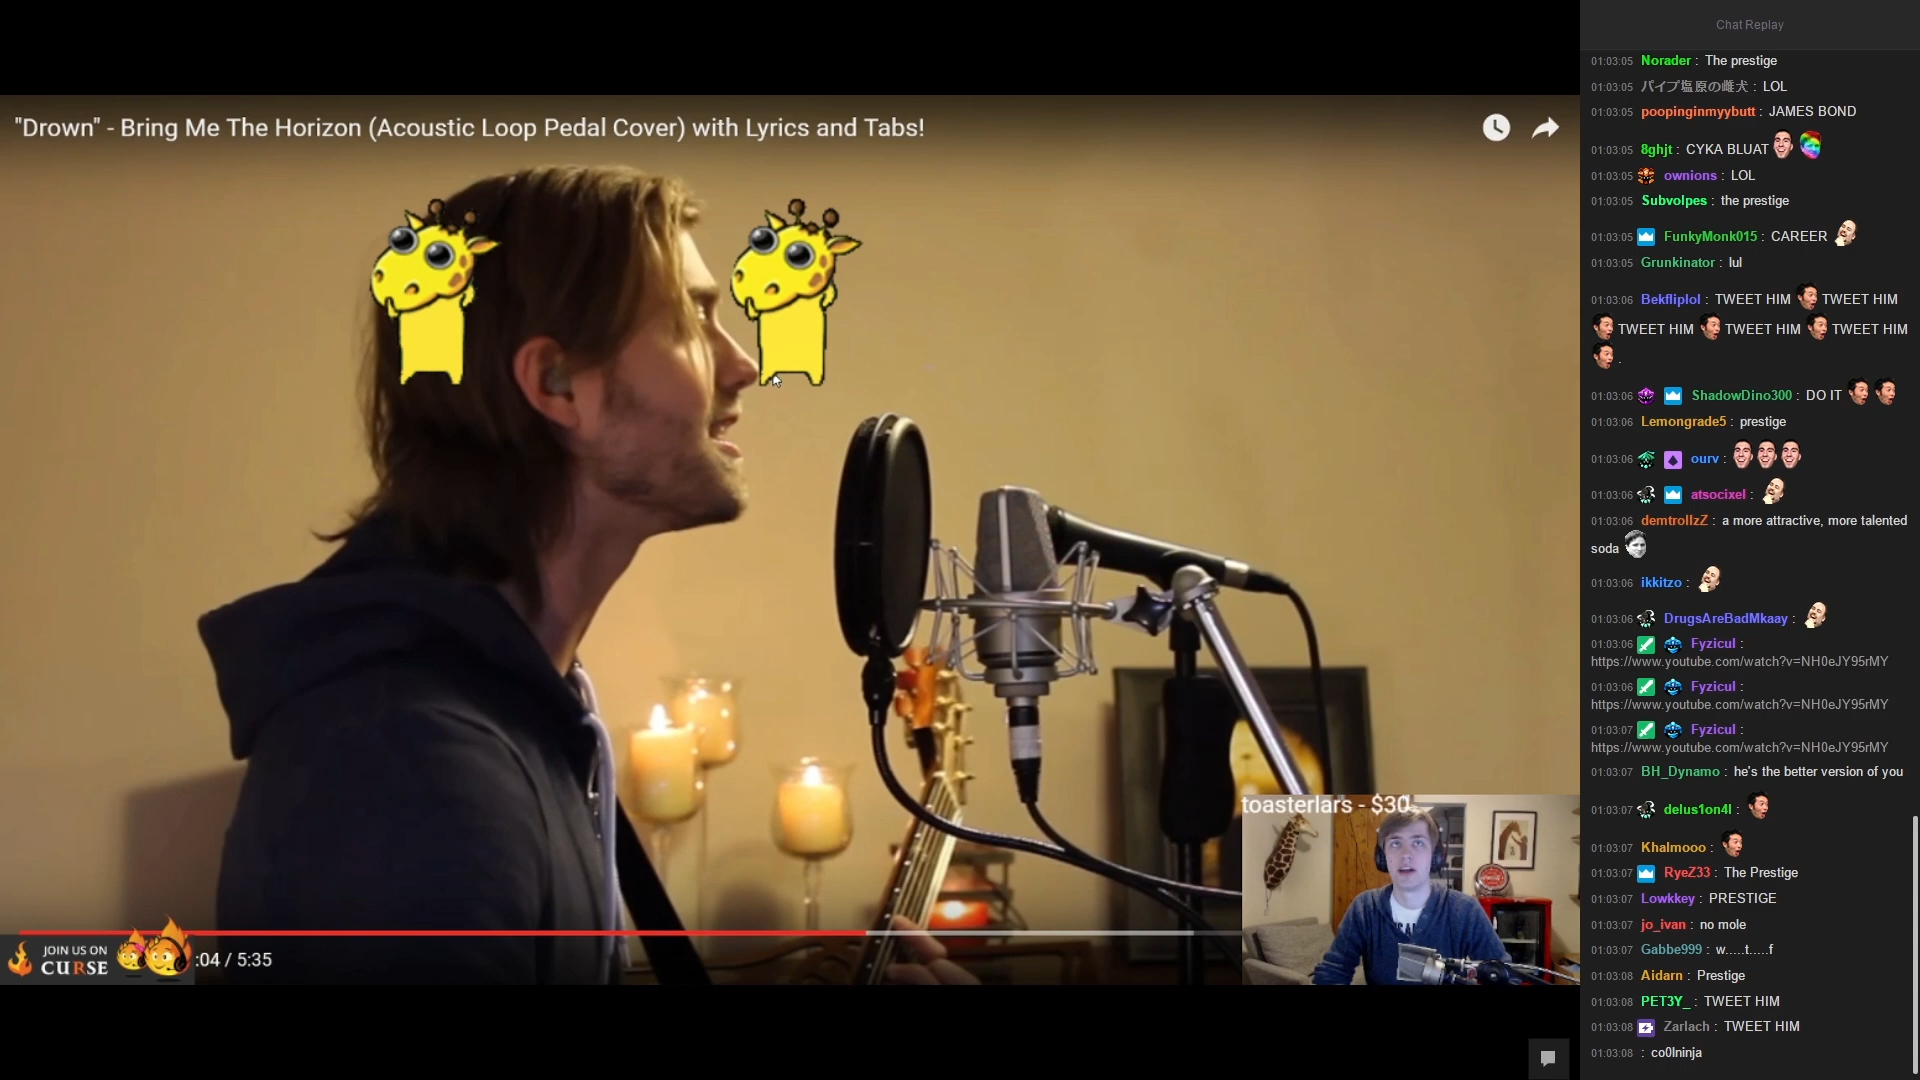 Chat Replay
"Drown" - Bring Me The Horizon (Acoustic Loop Pedal Cover) with Lyrics and Tabs!
toasterlars - $30
JOIN US ON
CURSE
:04 / 5:35
01:03:05 Norader : The prestige
01:03:05 パイプ塩原の雌犬 : LOL
01:03:05 poopinginmyybutt : JAMES BOND
01:03:05 8ghjt : CYKA BLUAT
01:03:05 ownions : LOL
01:03:05 Subvolpes : the prestige
01:03:05 FunkyMonk015 : CAREER
01:03:05 Grunkinator : lul
01:03:06 Bekfliplol : TWEET HIM TWEET HIM
TWEET HIM TWEET HIM TWEET HIM
.
01:03:06 ShadowDino300 : DO IT
01:03:06 Lemongrade5 : prestige
01:03:06 ourv :
01:03:06 atsocixel :
01:03:06 demtrollzZ : a more attractive, more talented
soda
01:03:06 ikkitzo :
01:03:06 DrugsAreBadMkaay :
01:03:06 Fyzicul :
https://www.youtube.com/watch?v=NH0eJY95rMY
01:03:06 Fyzicul :
https://www.youtube.com/watch?v=NH0eJY95rMY
01:03:07 Fyzicul :
https://www.youtube.com/watch?v=NH0eJY95rMY
01:03:07 BH_Dynamo : he's the better version of you
01:03:07 delus1on4l :
01:03:07 Khalmooo :
01:03:07 RyeZ33 : The Prestige
01:03:07 Lowkkey : PRESTIGE
01:03:07 jo_ivan : no mole
01:03:07 Gabbe999 : w.....t.....f
01:03:08 Aidarn : Prestige
01:03:08 PET3Y_ : TWEET HIM
01:03:08 Zarlach : TWEET HIM
01:03:08 : co0lninja